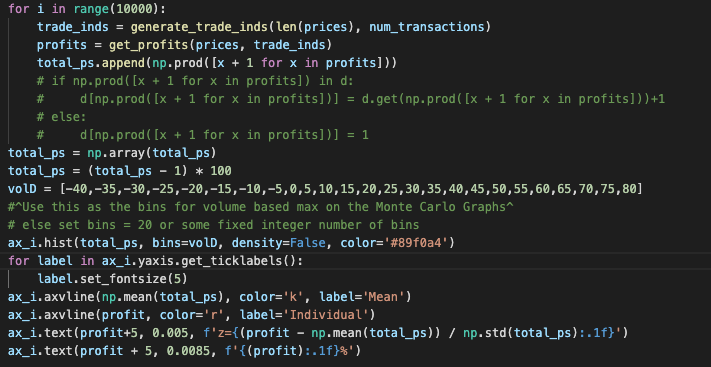 for i in range(10000):
    trade_inds = generate_trade_inds(len(prices), num_transactions)
    profits = get_profits(prices, trade_inds)
    total_ps.append(np.prod([x + 1 for x in profits]))
    # if np.prod([x + 1 for x in profits]) in d:
    #     d[np.prod([x + 1 for x in profits])] = d.get(np.prod([x + 1 for x in profits]))+1
    # else:
    #     d[np.prod([x + 1 for x in profits])] = 1
total_ps = np.array(total_ps)
total_ps = (total_ps - 1) * 100
volD = [-40,-35,-30,-25,-20,-15,-10,-5,0,5,10,15,20,25,30,35,40,45,50,55,60,65,70,75,80]
#^Use this as the bins for volume based max on the Monte Carlo Graphs^
# else set bins = 20 or some fixed integer number of bins
ax_i.hist(total_ps, bins=volD, density=False, color='#89f0a4')
for label in ax_i.yaxis.get_ticklabels():
    label.set_fontsize(5)
ax_i.axvline(np.mean(total_ps), color='k', label='Mean')
ax_i.axvline(profit, color='r', label='Individual')
ax_i.text(profit+5, 0.005, f'z={(profit - np.mean(total_ps)) / np.std(total_ps):.1f}')
ax_i.text(profit + 5, 0.0085, f'{(profit):.1f}%')